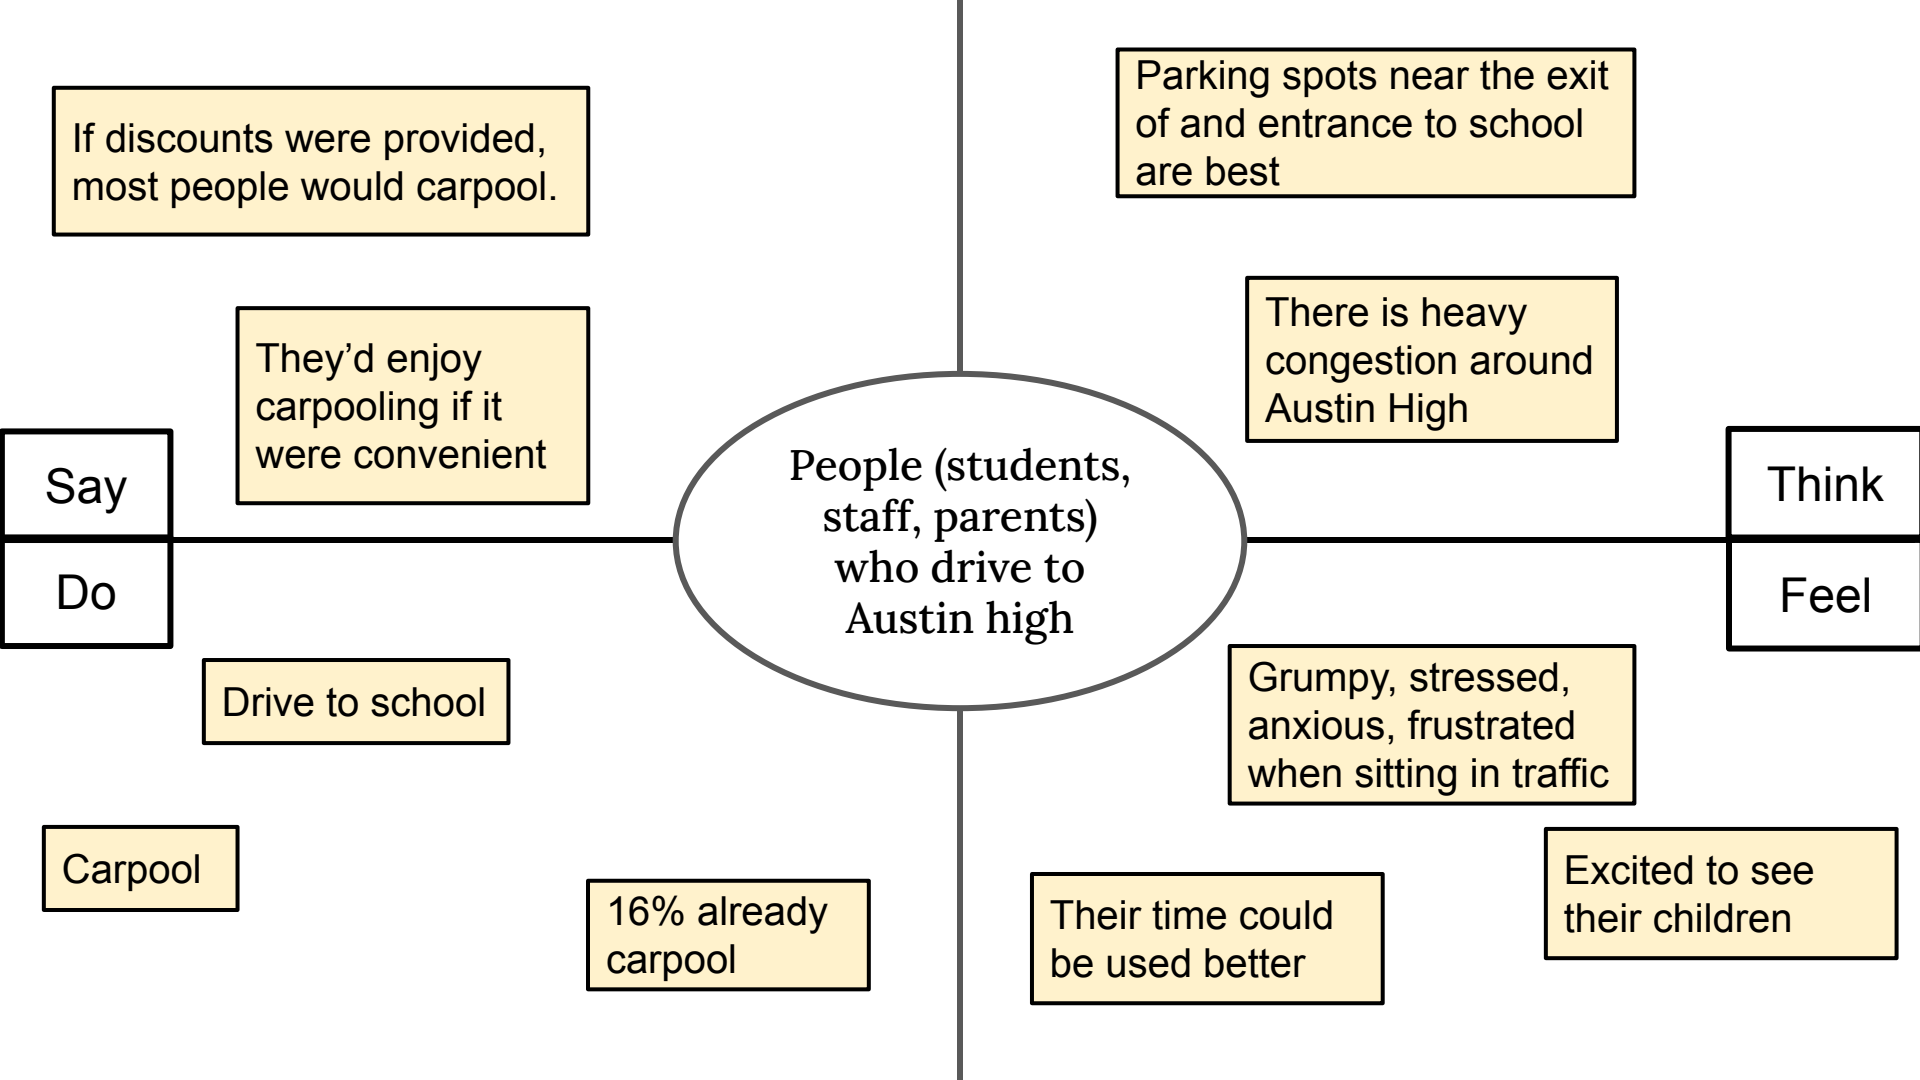 If discounts were provided,
most people would carpool.
They’d enjoy
carpooling if it
were convenient
Say
Parking spots near the exit
of and entrance to school
are best
There is heavy
congestion around
Austin High
Think
People (students,
staff, parents)
who drive to
Austin high
Do
Drive to school
Carpool
16% already
carpool
Feel
Grumpy, stressed,
anxious, frustrated
when sitting in traffic
Their time could
be used better
Excited to see
their children